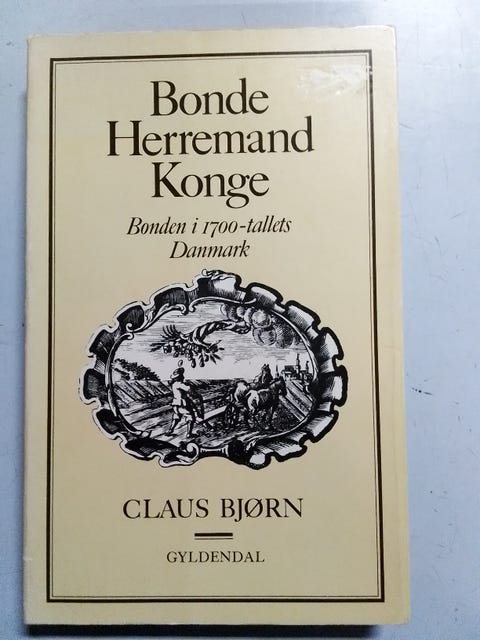 Bonde
Herremand
Konge
Bonden i 1700-tallets
Danmark
CLAUS BJØRN
GYLDENDAL